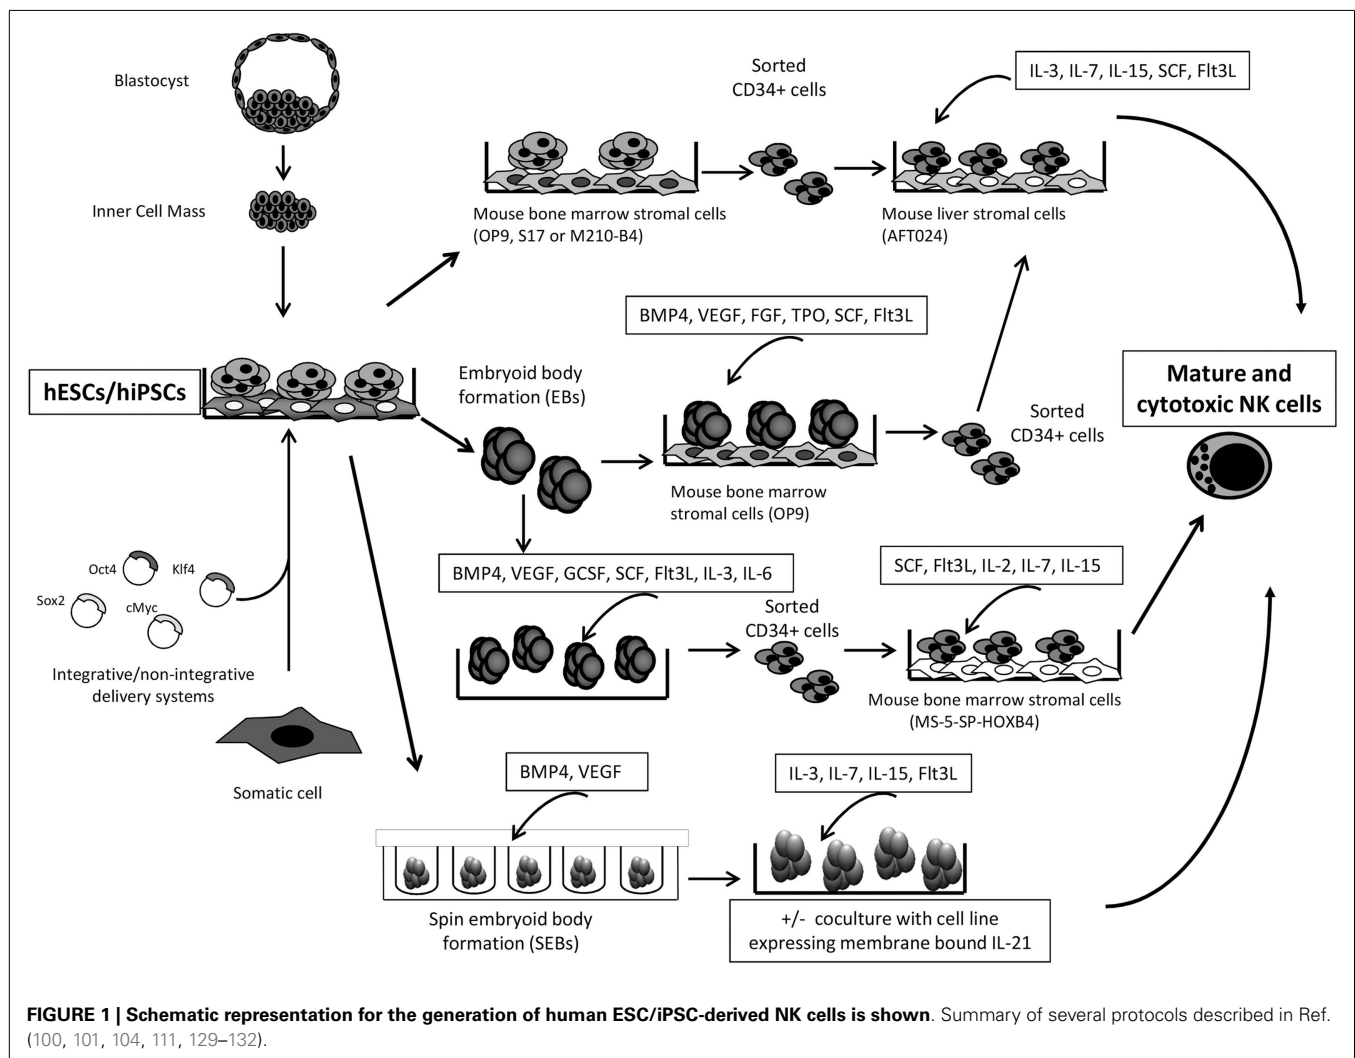 Blastocyst
Inner Cell Mass
hESCs/hiPSCs
Oct4
Klf4
Sox2
cMyc
Integrative/non-integrative
delivery systems
Somatic cell
Mouse bone marrow stromal cells
(OP9, S17 or M210-B4)
Sorted
CD34+ cells
IL-3, IL-7, IL-15, SCF, Flt3L
Mouse liver stromal cells
(AFT024)
Embryoid body
formation (EBs)
BMP4, VEGF, FGF, TPO, SCF, Flt3L
Mouse bone marrow
stromal cells (OP9)
Sorted
CD34+ cells
Mature and
cytotoxic NK cells
BMP4, VEGF, GCSF, SCF, Flt3L, IL-3, IL-6
Sorted
CD34+ cells
SCF, Flt3L, IL-2, IL-7, IL-15
Mouse bone marrow stromal cells
(MS-5-SP-HOXB4)
BMP4, VEGF
Spin embryoid body
formation (SEBs)
IL-3, IL-7, IL-15, Flt3L
+/- coculture with cell line
expressing membrane bound IL-21
FIGURE 1 | Schematic representation for the generation of human ESC/iPSC-derived NK cells is shown. Summary of several protocols described in Ref.
(100, 101, 104, 111, 129–132).